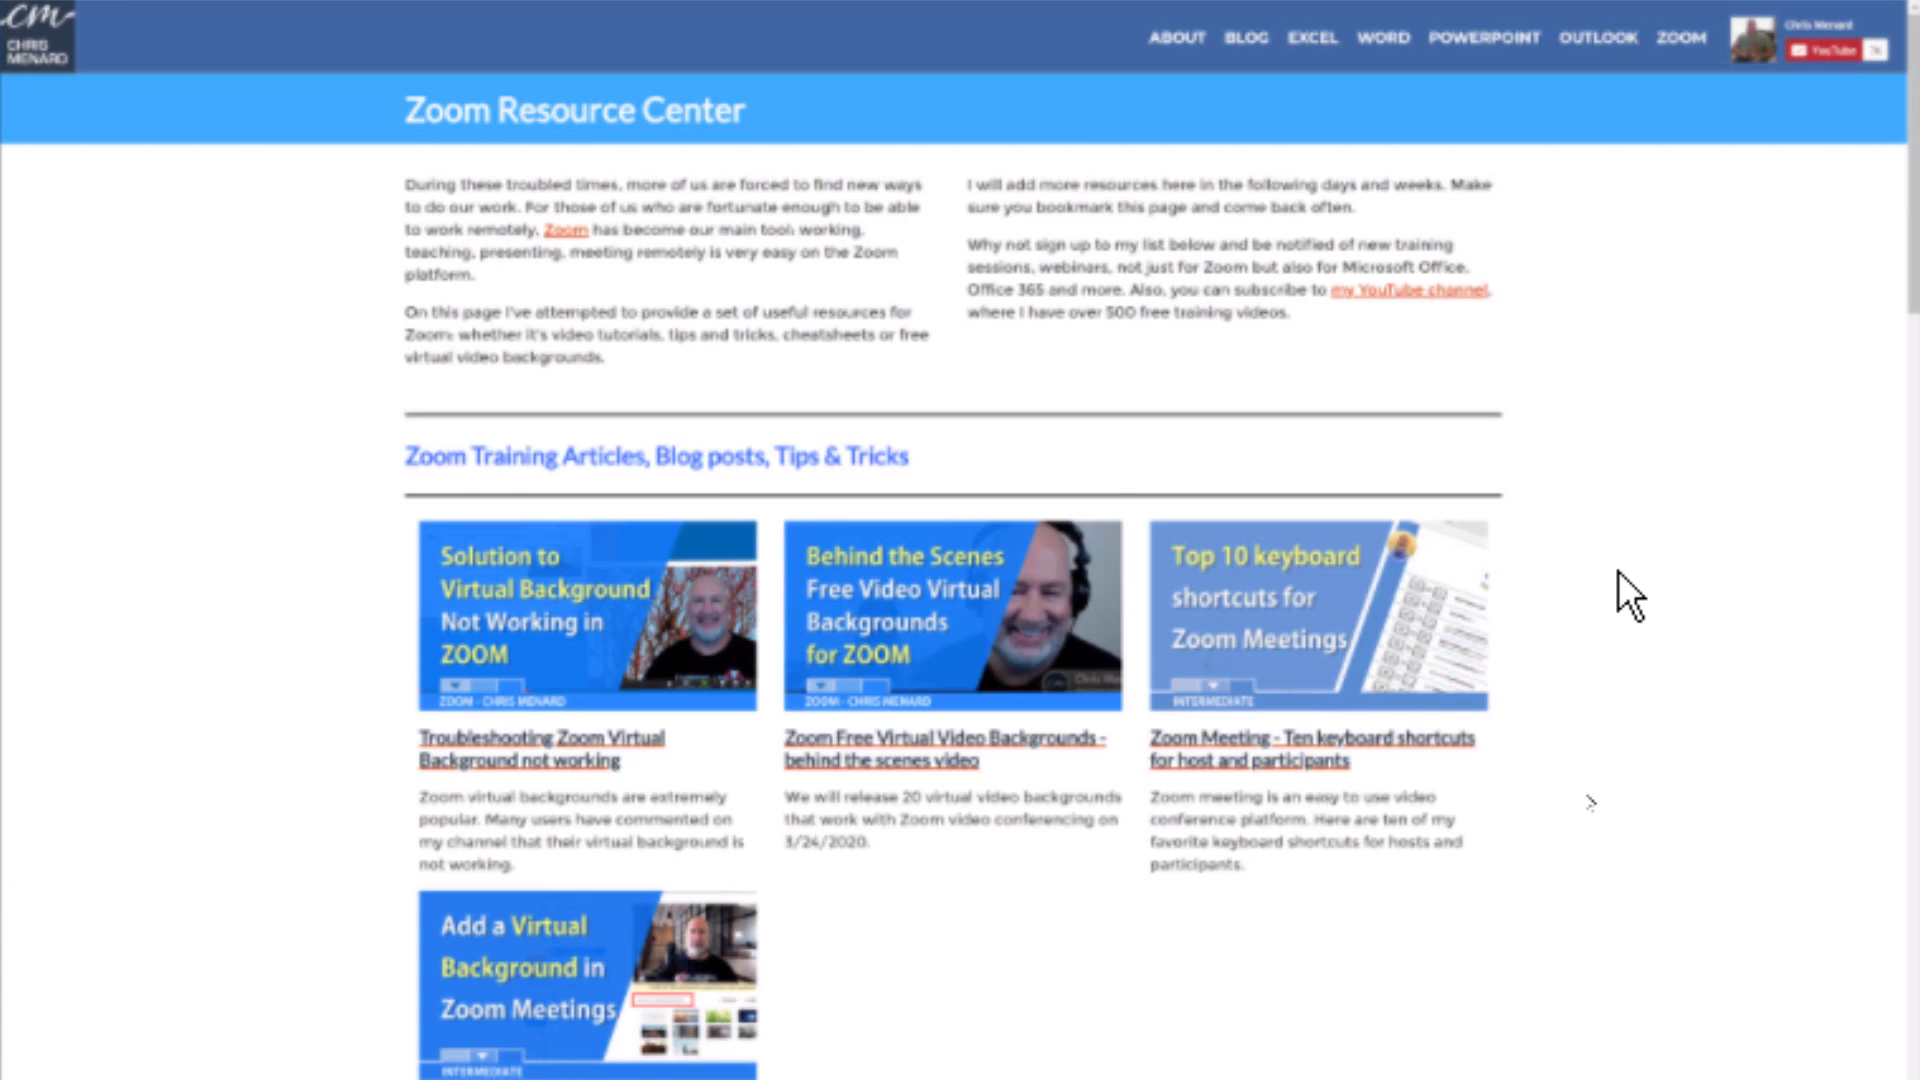 CM
CHRIS
MENARD
ABOUT BLOG EXCEL WORD POWERPOINT OUTLOOK ZOOM
Chris Menard
YouTube 7K
Zoom Resource Center
During these troubled times, more of us are forced to find new ways
to do our work. For those of us who are fortunate enough to be able
to work remotely, Zoom has become our main tool: working,
teaching, presenting, meeting remotely is very easy on the Zoom
platform.
On this page I've attempted to provide a set of useful resources for
Zoom: whether it's video tutorials, tips and tricks, cheatsheets or free
virtual video backgrounds.
I will add more resources here in the following days and weeks. Make
sure you bookmark this page and come back often.
Why not sign up to my list below and be notified of new training
sessions, webinars, not just for Zoom but also for Microsoft Office,
Office 365 and more. Also, you can subscribe to my YouTube channel,
where I have over 500 free training videos.
Zoom Training Articles, Blog posts, Tips & Tricks
Solution to
Virtual Background
Not Working in
ZOOM
ZOOM - CHRIS MENARD
Troubleshooting Zoom Virtual
Background not working
Zoom virtual backgrounds are extremely
popular. Many users have commented on
my channel that their virtual background is
not working.
Behind the Scenes
Free Video Virtual
Backgrounds
for ZOOM
ZOOM - CHRIS MENARD
Zoom Free Virtual Video Backgrounds -
behind the scenes video
We will release 20 virtual video backgrounds
that work with Zoom video conferencing on
3/24/2020.
Top 10 keyboard
shortcuts for
Zoom Meetings
INTERMEDIATE
Zoom Meeting - Ten keyboard shortcuts
for host and participants
Zoom meeting is an easy to use video
conference platform. Here are ten of my
favorite keyboard shortcuts for hosts and
participants.
Add a Virtual
Background in
Zoom Meetings
INTERMEDIATE